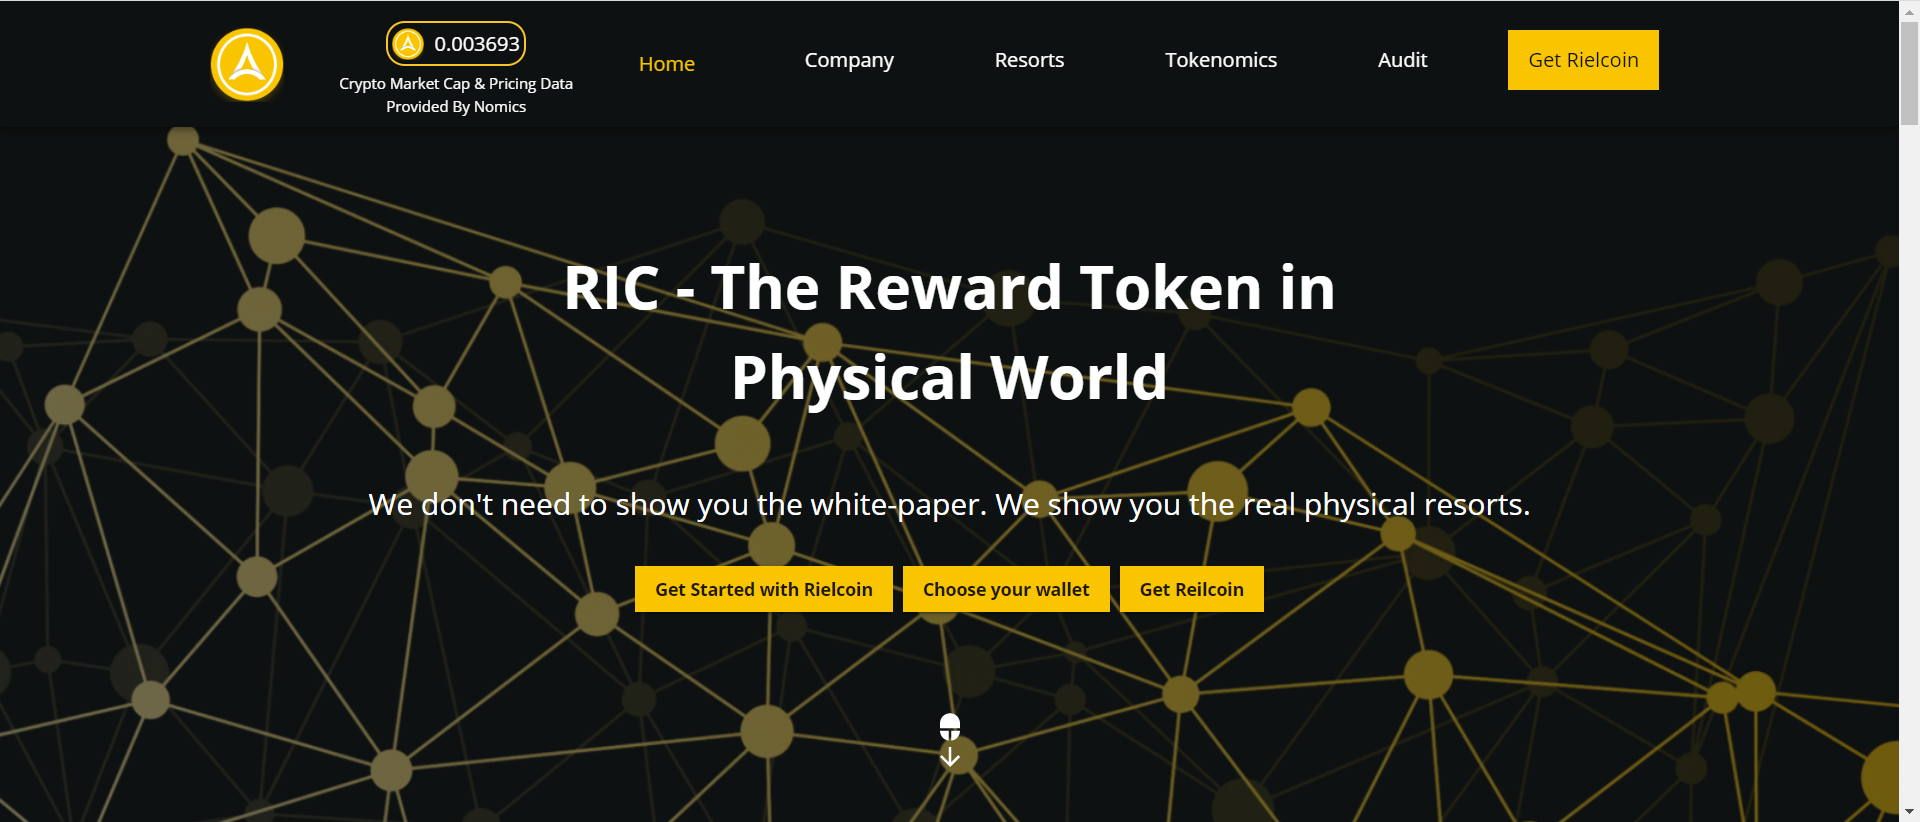 0.003693
Crypto Market Cap & Pricing Data
Provided By Nomics
Home
Company
Resorts
Tokenomics
Audit
Get Rielcoin
RIC - The Reward Token in
Physical World
We don't need to show you the white-paper. We show you the real physical resorts.
Get Started with Rielcoin
Choose your wallet
Get Reilcoin